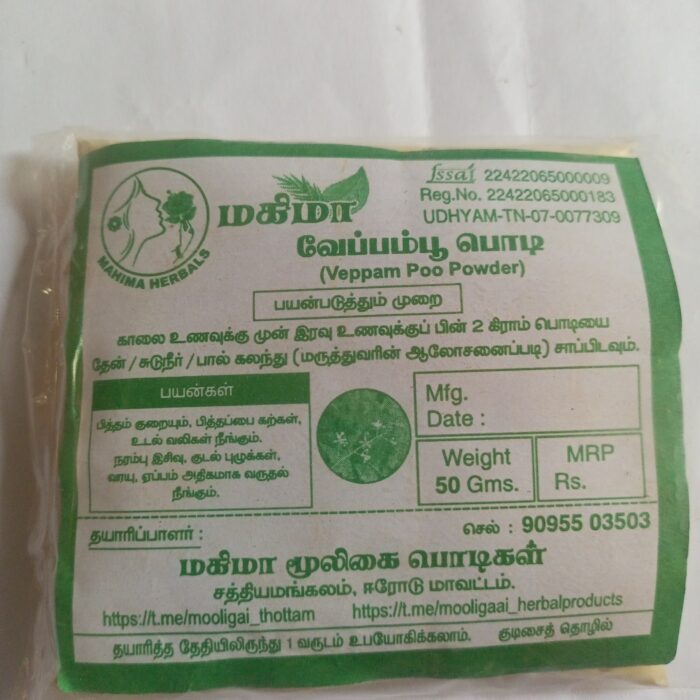 fssai 22422065000009
Reg.No. 22422065000183
UDHYAM-TN-07-0077309
மகிமா
MAHIMA HERBALS
வேப்பம்பூ பொடி
(Veppam Poo Powder)
பயன்படுத்தும் முறை
காலை உணவுக்கு முன் இரவு உணவுக்குப் பின் 2 கிராம் பொடியை
தேன் / சுடுநீர் / பால் கலந்து (மருத்துவரின் ஆலோசனைப்படி) சாப்பிடவும்.
பயன்கள்
பித்தம் குறையும், பித்தப்பை கற்கள்,
உடல் வலிகள் நீங்கும்.
நரம்பு இசிவு, குடல் புழுக்கள்,
வாயு, ஏப்பம் அதிகமாக வருதல்
நீங்கும்.
Mfg.
Date :
Weight
50 Gms.
MRP
Rs.
தயாரிப்பாளர் :
செல் : 90955 03503
மகிமா மூலிகை பொடிகள்
சத்தியமங்கலம், ஈரோடு மாவட்டம்.
https://t.me/mooligai_thottam https://t.me/mooligaai_herbalproducts
தயாரித்த தேதியிலிருந்து 1 வருடம் உபயோகிக்கலாம். குடிசைத் தொழில்